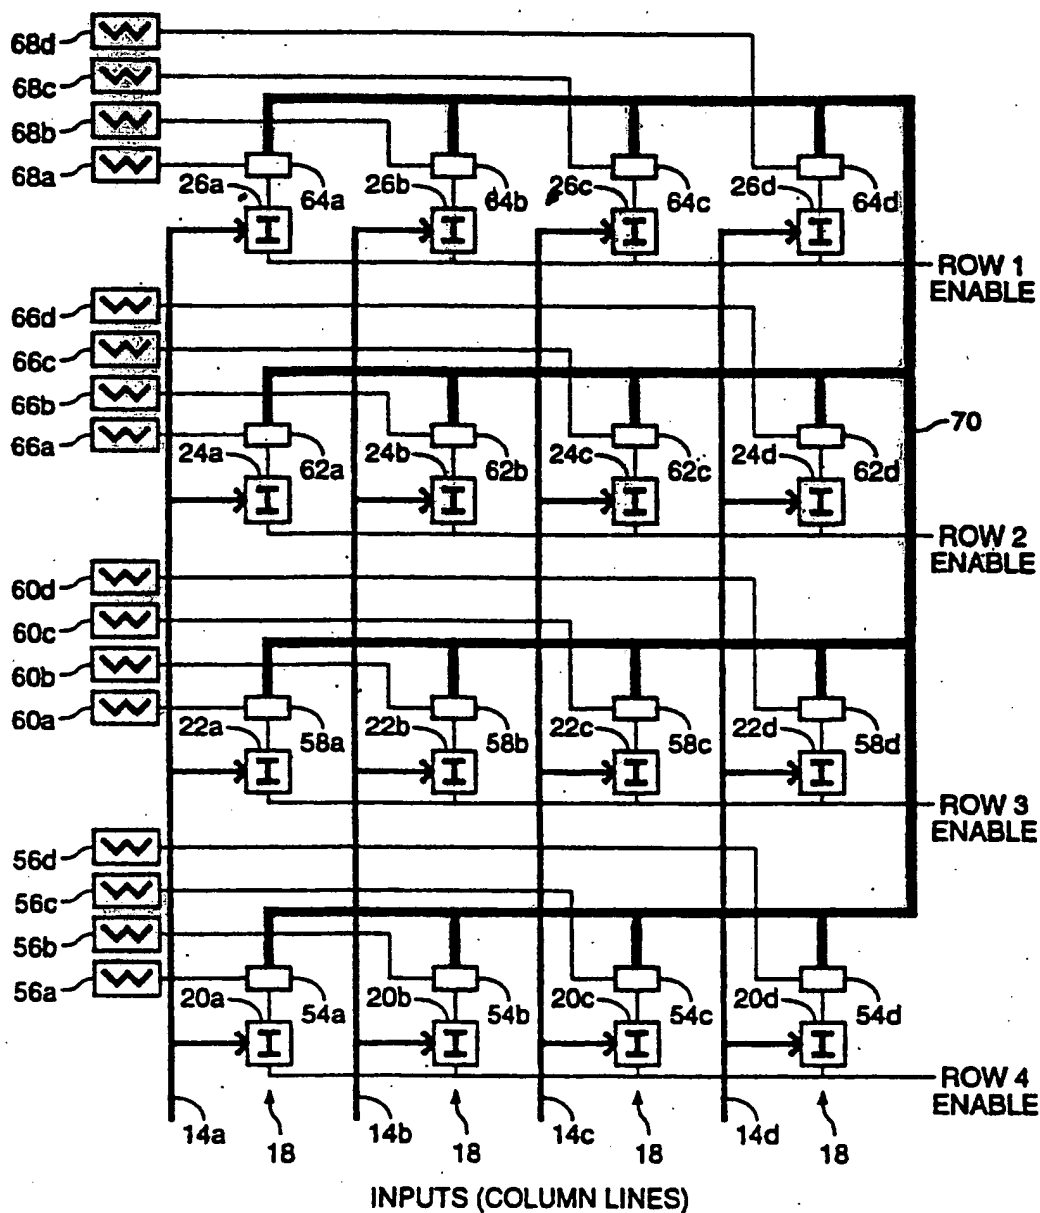 68d
68c
68b
68a
26a 64a 26b 64b 26c 64c 26d 64d
I I I I
ROW 1
ENABLE
66d
66c
66b
66a
70
24a 62a 24b 62b 24c 62c 24d 62d
I I I I
ROW 2
ENABLE
60d
60c
60b
60a
22a 58a 22b 58b 22c 58c 22d 58d
I I I I
ROW 3
ENABLE
56d
56c
56b
56a
20a 54a 20b 54b 20c 54c 20d 54d
I I I I
ROW 4
ENABLE
14a 18 14b 18 14c 18 14d 18
INPUTS (COLUMN LINES)